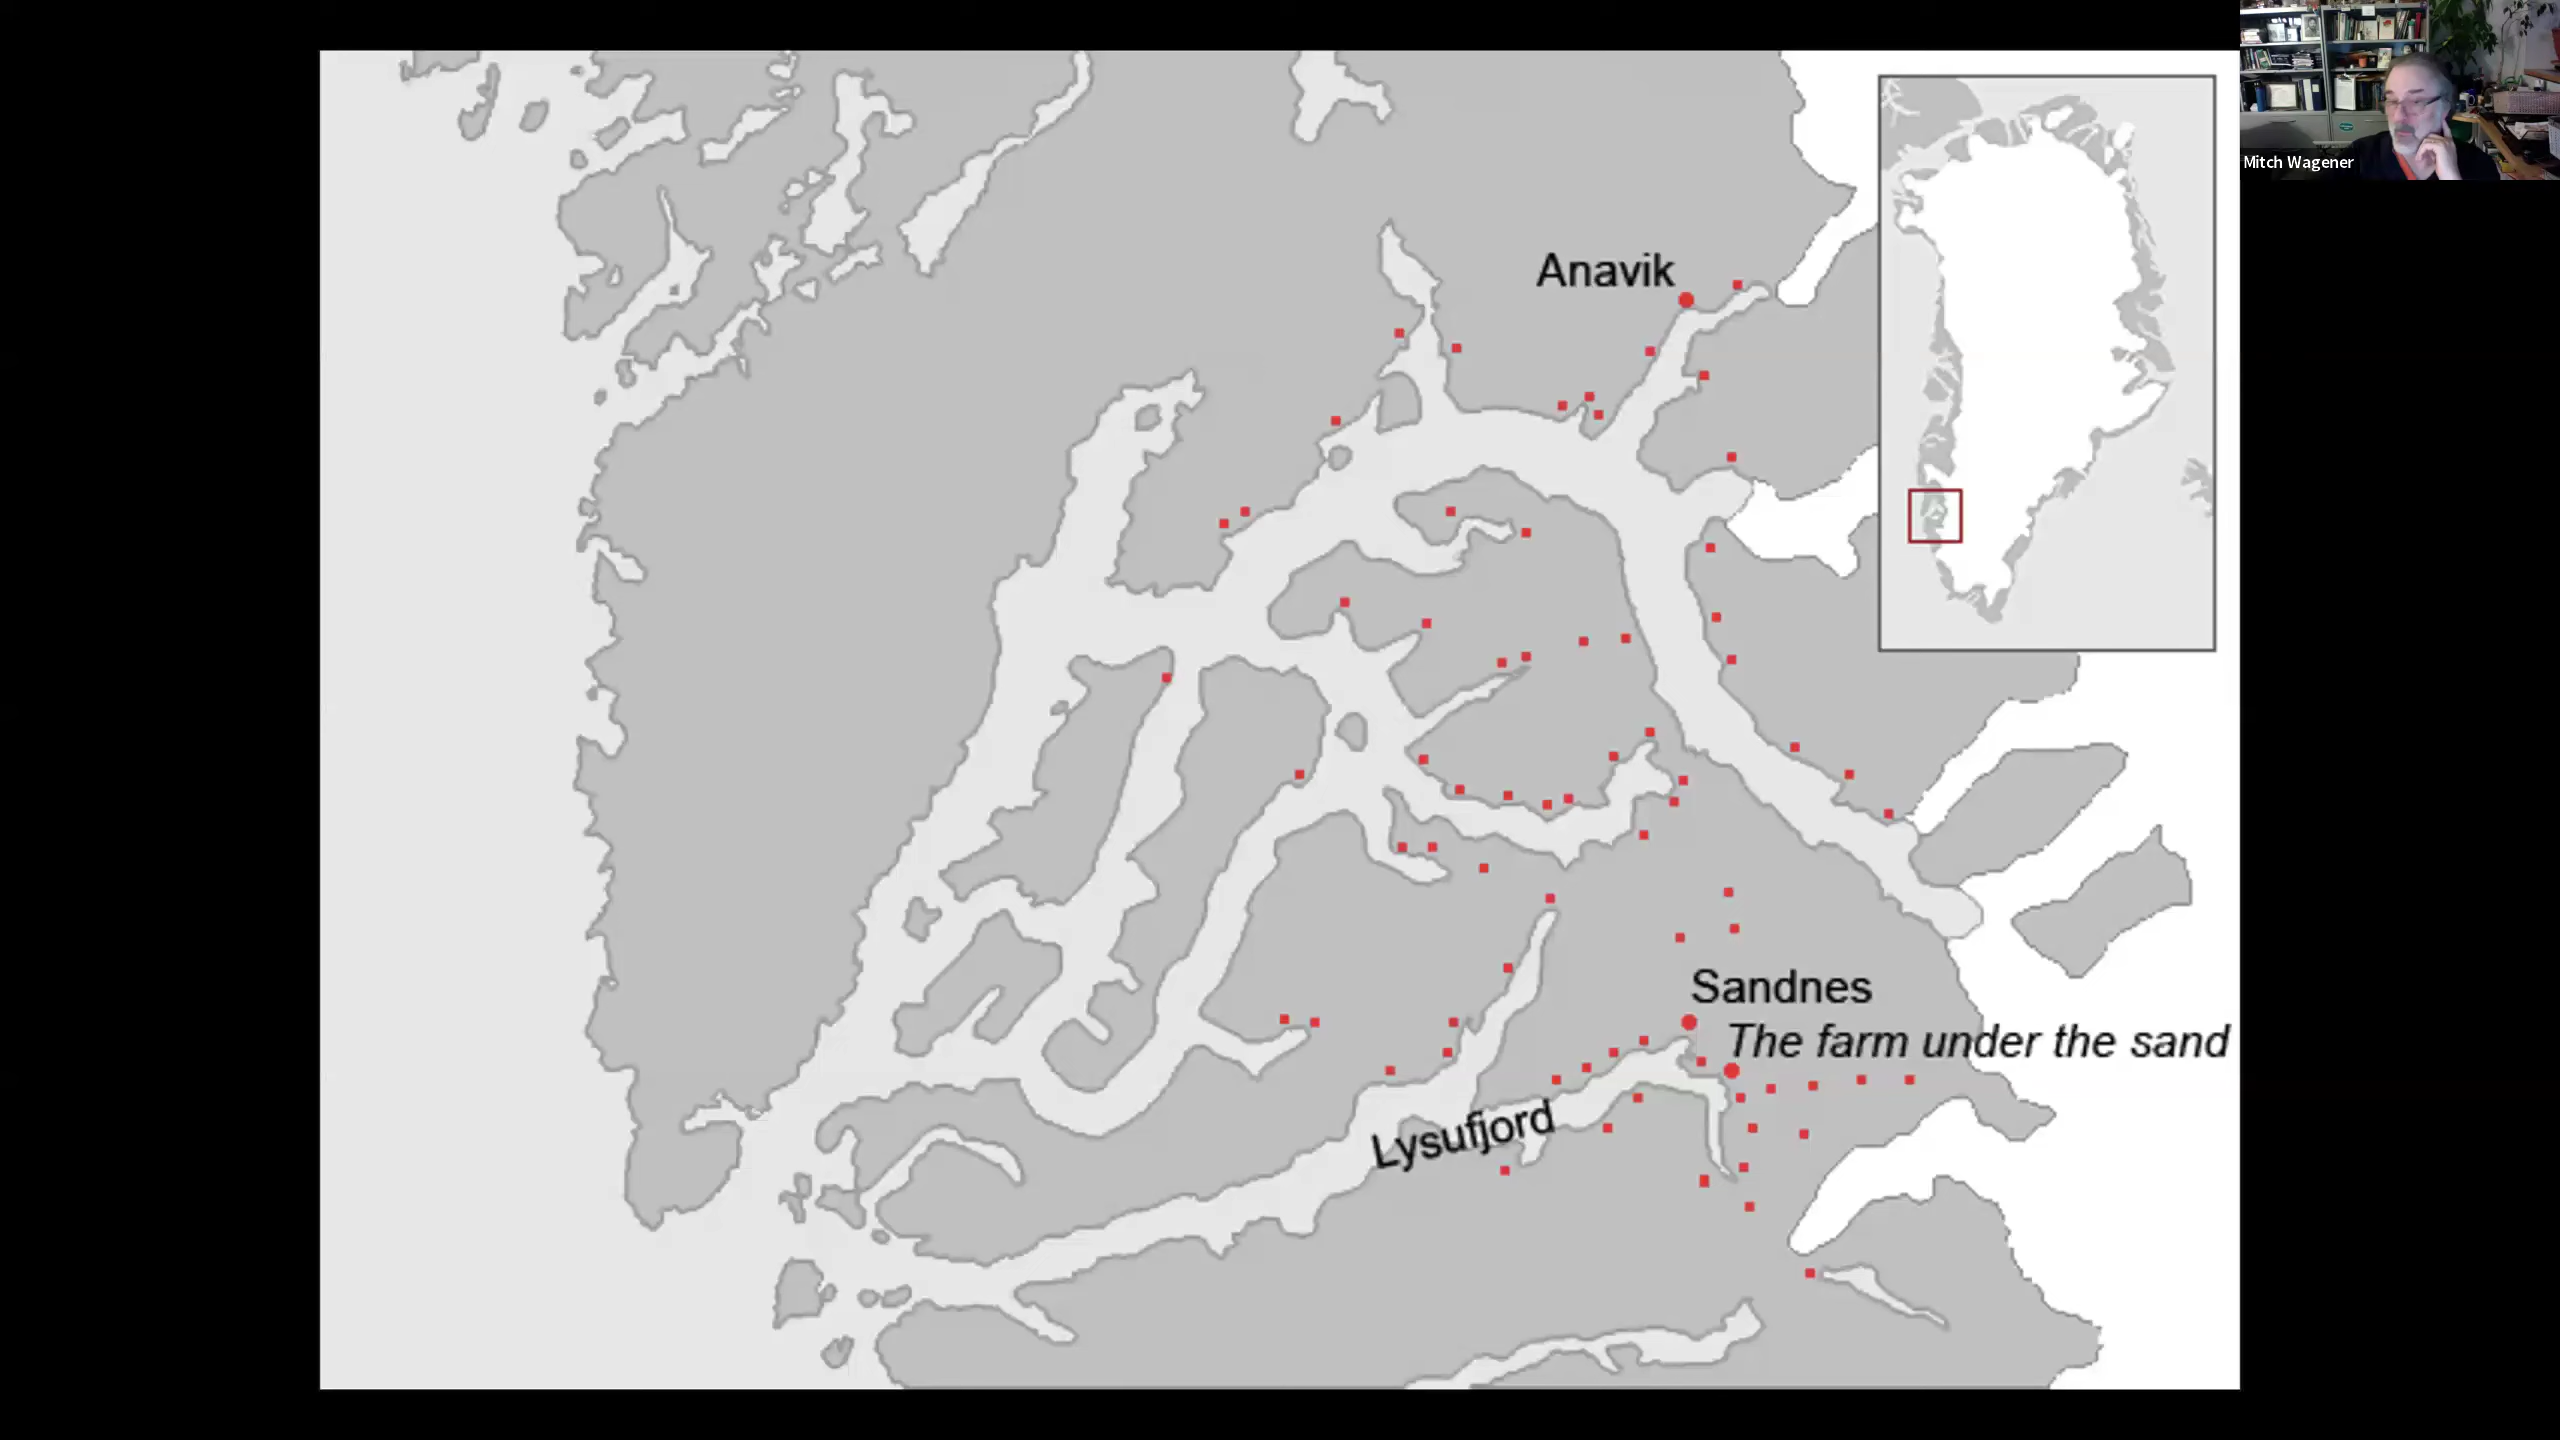 Mitch Wagener
Anavik
Sandnes
The farm under the sand
Lysufjord